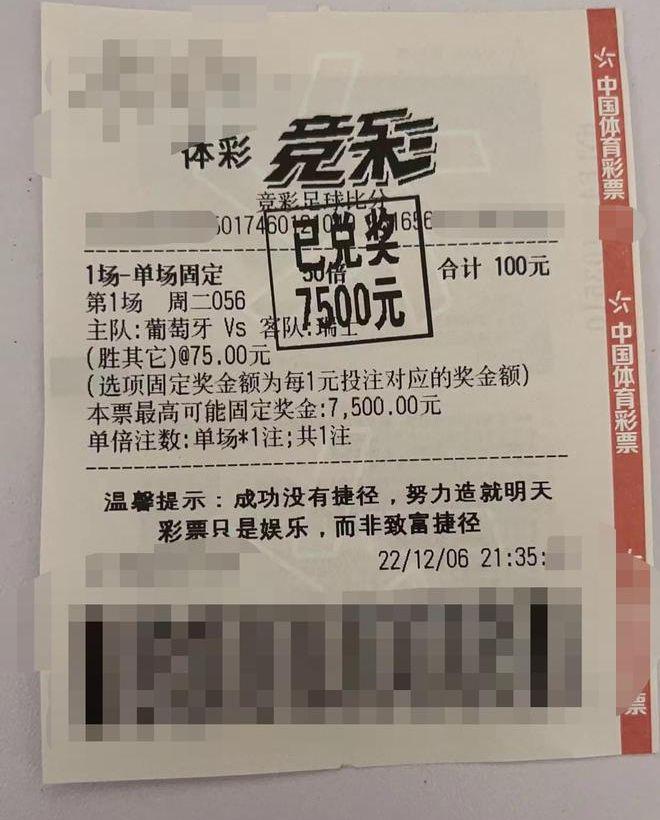 体彩 竞彩
竞彩足球比分
已兑奖
7500元
1场-单场固定 50倍 合计 100元
第1场 周二056
主队:葡萄牙 Vs 客队:瑞士
(胜其它)@75.00元
(选项固定奖金额为每1元投注对应的奖金额)
本票最高可能固定奖金:7,500.00元
单倍注数:单场*1注;共1注
温馨提示：成功没有捷径，努力造就明天
彩票只是娱乐，而非致富捷径
22/12/06 21:35:
中国体育彩票
中国体育彩票
票